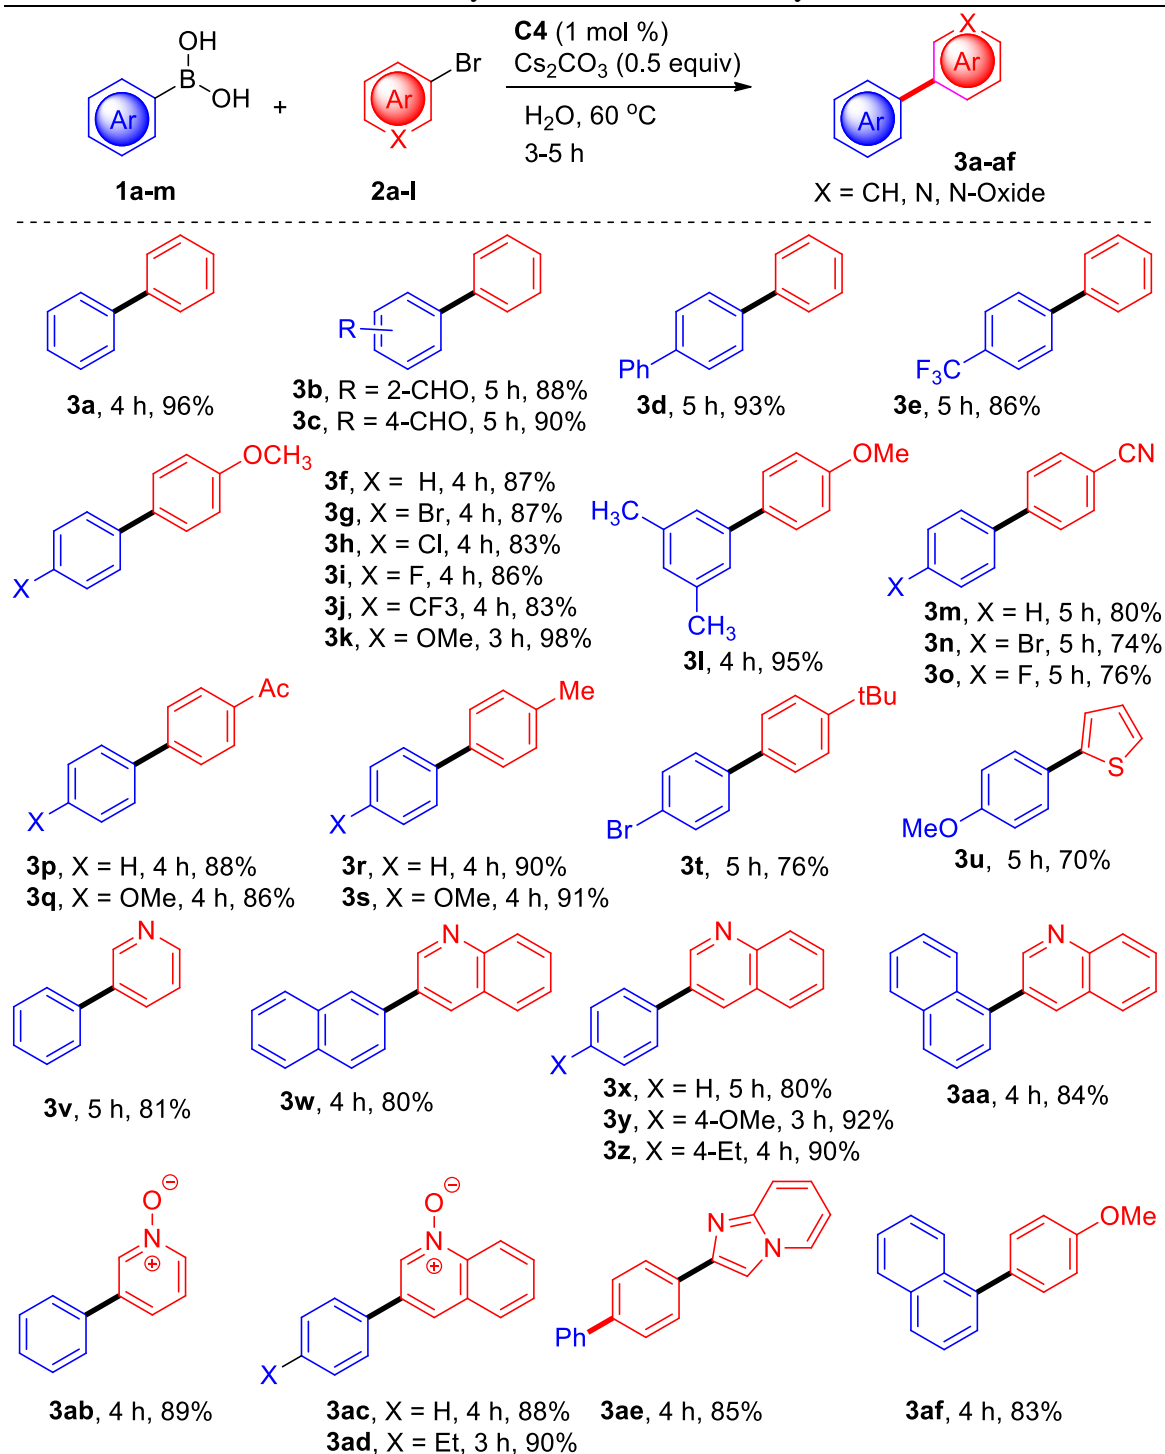 OH
B
OH
Ar
+
Br
Ar
X
C4 (1 mol %)
Cs2CO3 (0.5 equiv)
H2O, 60 °C
3-5 h
X
Ar
Ar
1a-m
2a-l
3a-af
X = CH, N, N-Oxide
3a, 4 h, 96%
R
3b, R = 2-CHO, 5 h, 88%
3c, R = 4-CHO, 5 h, 90%
Ph
3d, 5 h, 93%
F3C
3e, 5 h, 86%
OCH3
X
3f, X = H, 4 h, 87%
3g, X = Br, 4 h, 87%
3h, X = Cl, 4 h, 83%
3i, X = F, 4 h, 86%
3j, X = CF3, 4 h, 83%
3k, X = OMe, 3 h, 98%
OMe
H3C
CH3
3l, 4 h, 95%
CN
X
3m, X = H, 5 h, 80%
3n, X = Br, 5 h, 74%
3o, X = F, 5 h, 76%
Ac
X
3p, X = H, 4 h, 88%
3q, X = OMe, 4 h, 86%
Me
X
3r, X = H, 4 h, 90%
3s, X = OMe, 4 h, 91%
tBu
Br
3t, 5 h, 76%
S
MeO
3u, 5 h, 70%
N
3v, 5 h, 81%
N
3w, 4 h, 80%
N
X
3x, X = H, 5 h, 80%
3y, X = 4-OMe, 3 h, 92%
3z, X = 4-Et, 4 h, 90%
N
3aa, 4 h, 84%
O ⊖
N
⊕
3ab, 4 h, 89%
O ⊖
N
⊕
X
3ac, X = H, 4 h, 88%
3ad, X = Et, 3 h, 90%
N
N
Ph
3ae, 4 h, 85%
OMe
3af, 4 h, 83%